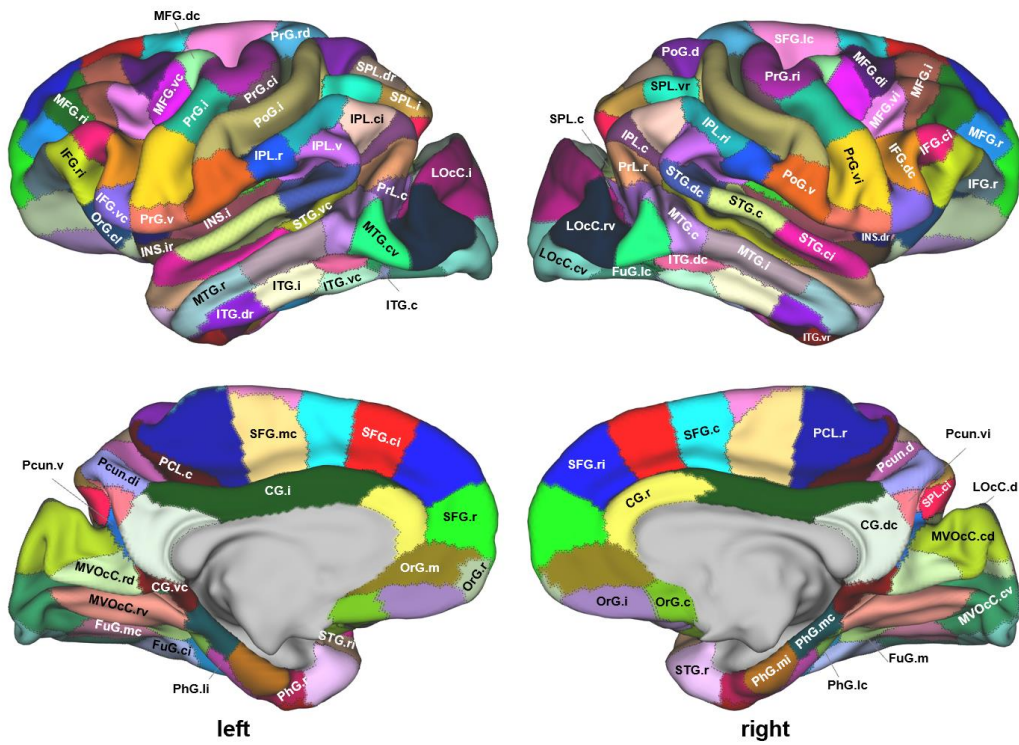 MFG.dc
PrG.rd
SPL.dr
SPL.i
MFG.vc
PrG.ci
MFG.ri
PrG.i
PoG.i
IPL.ci
IPL.v
IPL.r
IFG.ri
LOcC.i
PrL.c
IFG.vc
PrG.v
INS.i
STG.vc
OrG.cl
INS.ir
MTG.cv
MTG.r
ITG.i
ITG.vc
ITG.c
ITG.dr
SFG.lc
PoG.d
MFG.di
PrG.ri
MFG.i
SPL.vr
MFG.vi
SPL.c
IPL.c
IPL.ri
IFG.ci
MFG.r
PrL.r
PrG.vi
IFG.dc
STG.dc
PoG.v
IFG.r
STG.c
LOcC.rv
MTG.c
INS.dr
STG.ci
LOcC.cv
FuG.lc
ITG.dc
MTG.i
ITG.vr
SFG.mc
SFG.ci
PCL.c
Pcun.v
Pcun.di
CG.i
SFG.r
OrG.m
OrG.r
MVOcC.rd
CG.vc
MVOcC.rv
FuG.mc
STG.ri
FuG.ci
PhG.li
PhG.r
left
SFG.c
PCL.r
Pcun.vi
Pcun.d
SFG.ri
CG.r
LOcC.d
SPL.ci
CG.dc
MVOcC.cd
OrG.i
OrG.c
MVOcC.cv
PhG.mc
STG.r
PhG.mi
FuG.m
PhG.lc
right